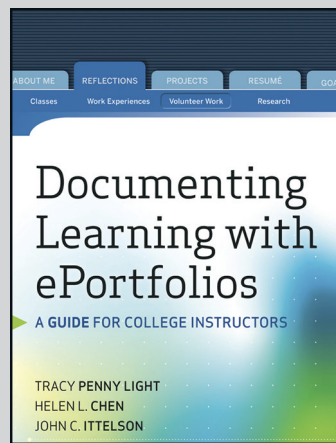 ABOUT ME REFLECTIONS PROJECTS RESUMÉ GOA
Classes Work Experiences Volunteer Work Research
Documenting
Learning with
ePortfolios
A GUIDE FOR COLLEGE INSTRUCTORS
TRACY PENNY LIGHT
HELEN L. CHEN
JOHN C. ITTELSON